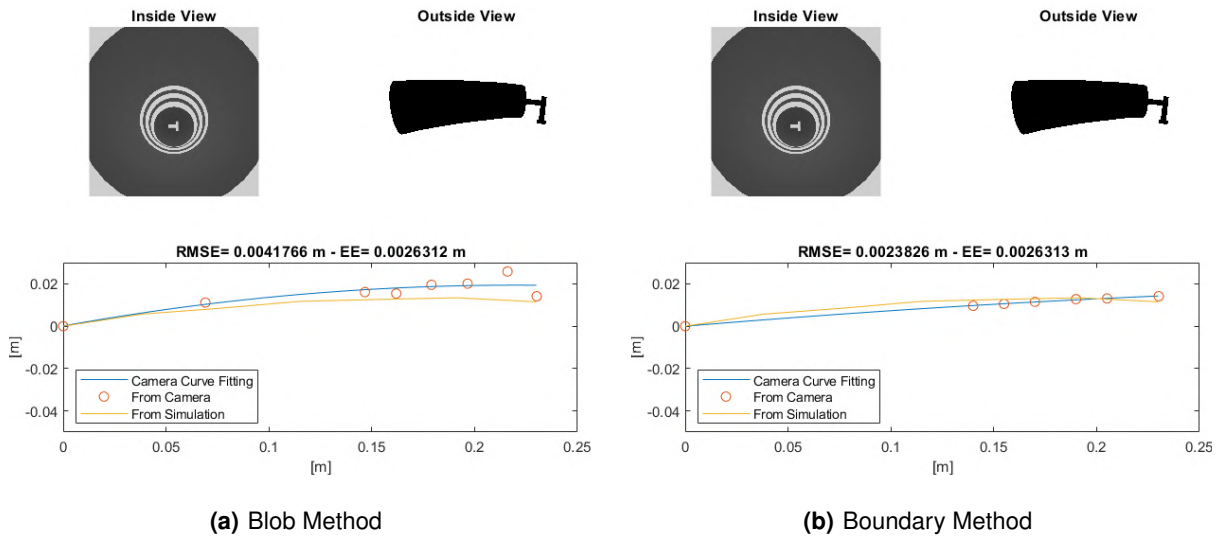 Inside View
Outside View
RMSE= 0.0041766 m - EE= 0.0026312 m
0.02
0
-0.02
-0.04
[m]
Camera Curve Fitting
From Camera
From Simulation
0 0.05 0.1 0.15 0.2 0.25
[m]
(a) Blob Method
Inside View
Outside View
RMSE= 0.0023826 m - EE= 0.0026313 m
0.02
0
-0.02
-0.04
[m]
Camera Curve Fitting
From Camera
From Simulation
0 0.05 0.1 0.15 0.2 0.25
[m]
(b) Boundary Method